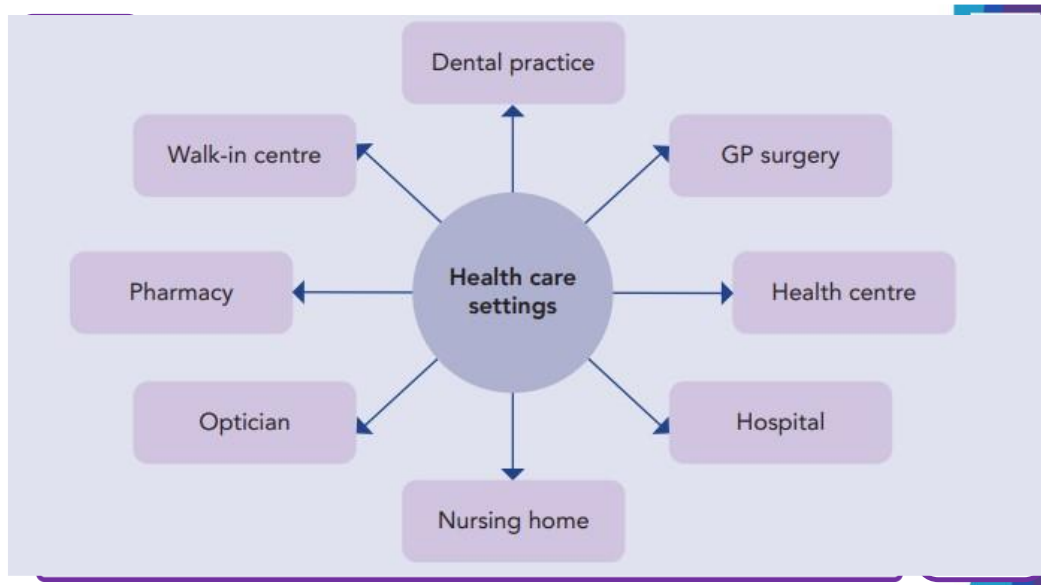 Dental practice
Walk-in centre
GP surgery
Pharmacy
Health care
settings
Health centre
Optician
Hospital
Nursing home